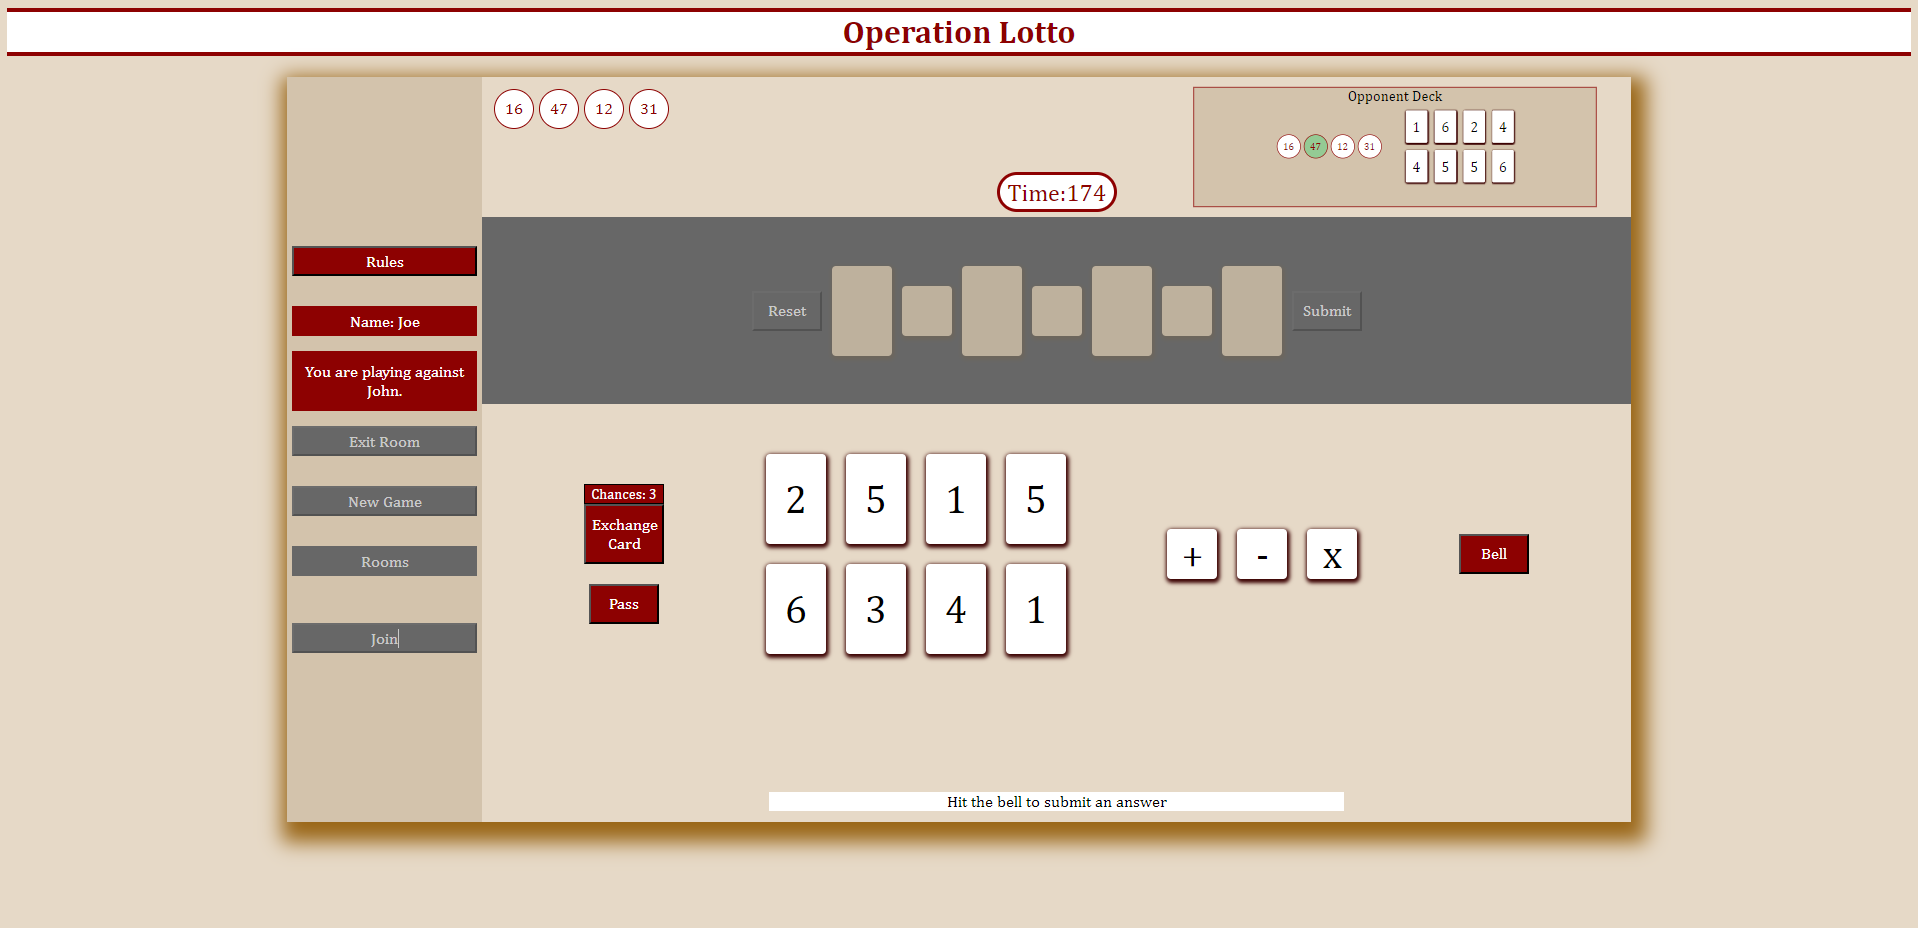 Operation Lotto
16 47 12 31
Opponent Deck
16 47 12 31
1 6 2 4
4 5 5 6
Time:174
Rules
Name: Joe
You are playing against
John.
Exit Room
New Game
Rooms
Join
Reset
Submit
Chances: 3
Exchange
Card
Pass
2 5 1 5
6 3 4 1
+ - x
Bell
Hit the bell to submit an answer